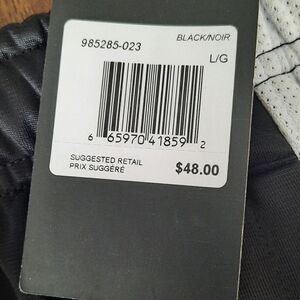 BLACK/NOIR
985285-023
L/G
6 65970 41859 2
SUGGESTED RETAIL
PRIX SUGGÉRÉ
$48.00